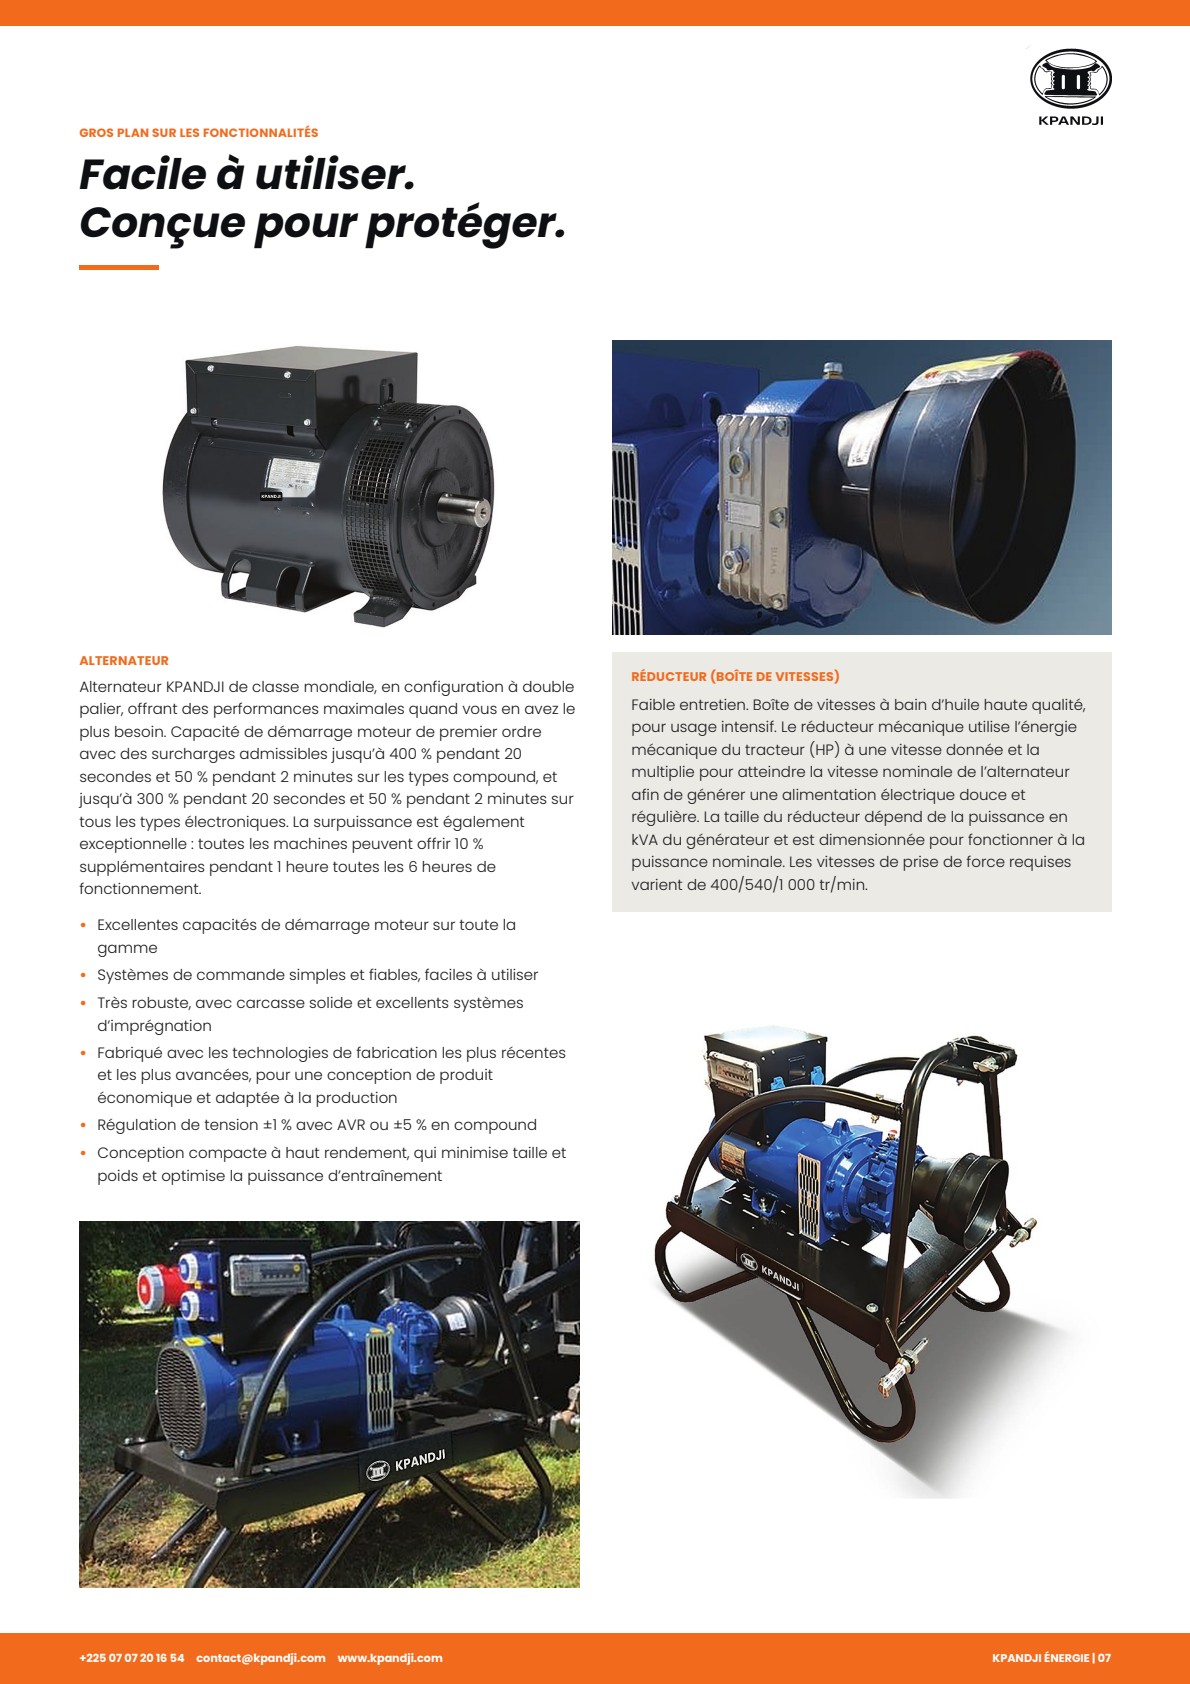 KPANDJI
GROS PLAN SUR LES FONCTIONNALITÉS
Facile à utiliser.
Conçue pour protéger.
KPANDJI
ALTERNATEUR
Alternateur KPANDJI de classe mondiale, en configuration à double
palier, offrant des performances maximales quand vous en avez le
plus besoin. Capacité de démarrage moteur de premier ordre
avec des surcharges admissibles jusqu’à 400 % pendant 20
secondes et 50 % pendant 2 minutes sur les types compound, et
jusqu’à 300 % pendant 20 secondes et 50 % pendant 2 minutes sur
tous les types électroniques. La surpuissance est également
exceptionnelle : toutes les machines peuvent offrir 10 %
supplémentaires pendant 1 heure toutes les 6 heures de
fonctionnement.
• Excellentes capacités de démarrage moteur sur toute la
gamme
• Systèmes de commande simples et fiables, faciles à utiliser
• Très robuste, avec carcasse solide et excellents systèmes
d’imprégnation
• Fabriqué avec les technologies de fabrication les plus récentes
et les plus avancées, pour une conception de produit
économique et adaptée à la production
• Régulation de tension ±1 % avec AVR ou ±5 % en compound
• Conception compacte à haut rendement, qui minimise taille et
poids et optimise la puissance d’entraînement
KPANDJI
RÉDUCTEUR (BOÎTE DE VITESSES)
Faible entretien. Boîte de vitesses à bain d’huile haute qualité,
pour usage intensif. Le réducteur mécanique utilise l’énergie
mécanique du tracteur (HP) à une vitesse donnée et la
multiplie pour atteindre la vitesse nominale de l’alternateur
afin de générer une alimentation électrique douce et
régulière. La taille du réducteur dépend de la puissance en
kVA du générateur et est dimensionnée pour fonctionner à la
puissance nominale. Les vitesses de prise de force requises
varient de 400/540/1 000 tr/min.
KPANDJI
+225 07 07 20 16 54 contact@kpandji.com www.kpandji.com
KPANDJI ÉNERGIE | 07